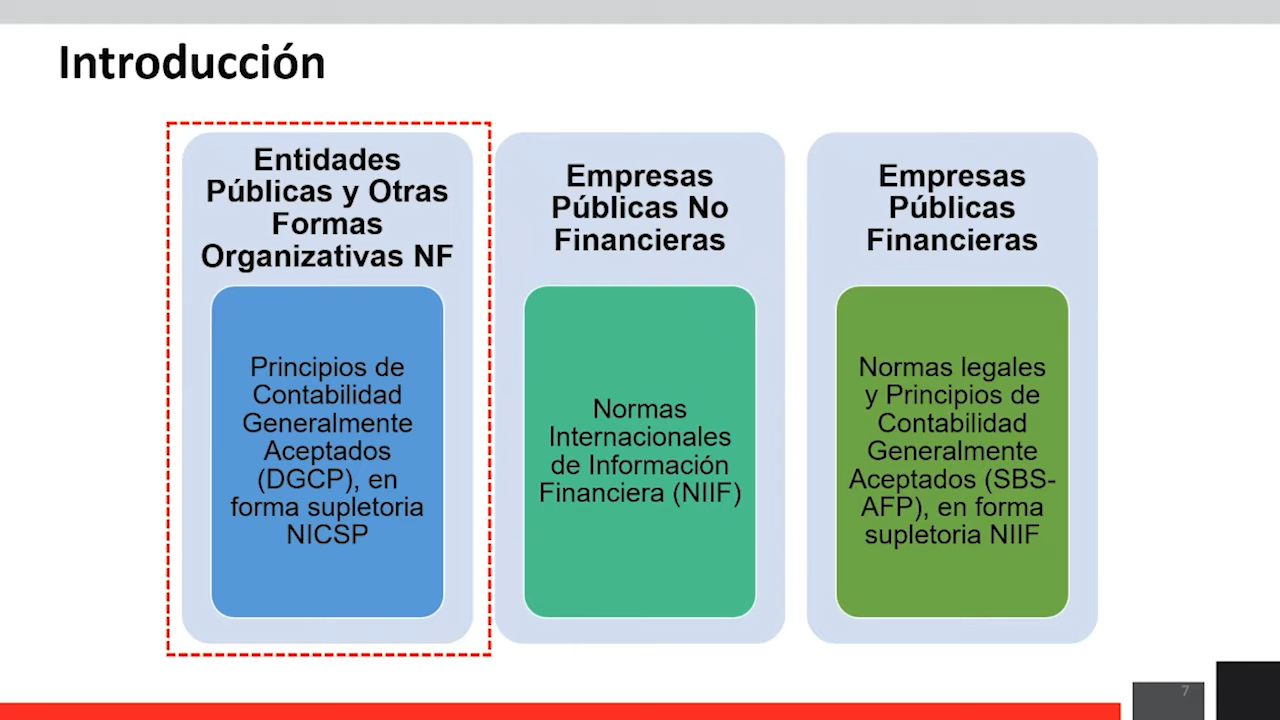 Introducción
Entidades
Públicas y Otras
Formas
Organizativas NF
Principios de
Contabilidad
Generalmente
Aceptados
(DGCP), en
forma supletoria
NICSP
Empresas
Públicas No
Financieras
Normas
Internacionales
de Información
Financiera (NIIF)
Empresas
Públicas
Financieras
Normas legales
y Principios de
Contabilidad
Generalmente
Aceptados (SBS-
AFP), en forma
supletoria NIIF
7